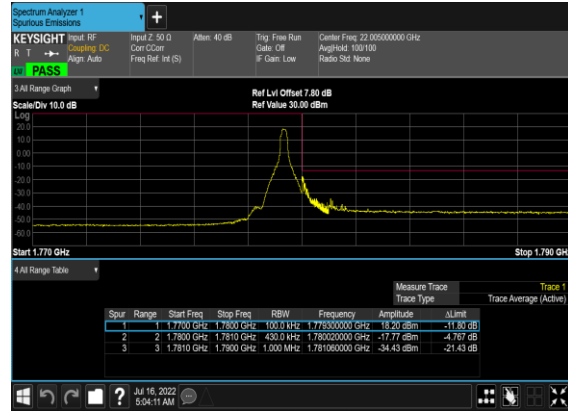 Spectrum Analyzer 1
Spurious Emissions
KEYSIGHT
R T
LNI PASS
Input: RF
Coupling: DC
Align: Auto
Input Z: 50 Ω
Corr CCorr
Freq Ref: Int (S)
Atten: 40 dB
Trig: Free Run
Gate: Off
IF Gain: Low
Center Freq: 22.005000000 GHz
Avg|Hold: 100/100
Radio Std: None
3 All Range Graph
Scale/Div 10.0 dB
Ref Lvl Offset 7.80 dB
Ref Value 30.00 dBm
Log
20.0
10.0
0.00
-10.0
-20.0
-30.0
-40.0
-50.0
-60.0
Start 1.770 GHz
Stop 1.790 GH
4 All Range Table
Measure Trace Trace 1
Trace Type Trace Average (Active)
Spur Range Start Freq Stop Freq RBW Frequency Amplitude ΔLimit
1 1 1.7700 GHz 1.7800 GHz 100.0 kHz 1.779300000 GHz 18.20 dBm -11.80 dB
2 2 1.7800 GHz 1.7810 GHz 430.0 kHz 1.780020000 GHz -17.77 dBm -4.767 dB
3 3 1.7810 GHz 1.7900 GHz 1.000 MHz 1.781060000 GHz -34.43 dBm -21.43 dB
?
Jul 16, 2022
5:04:11 AM